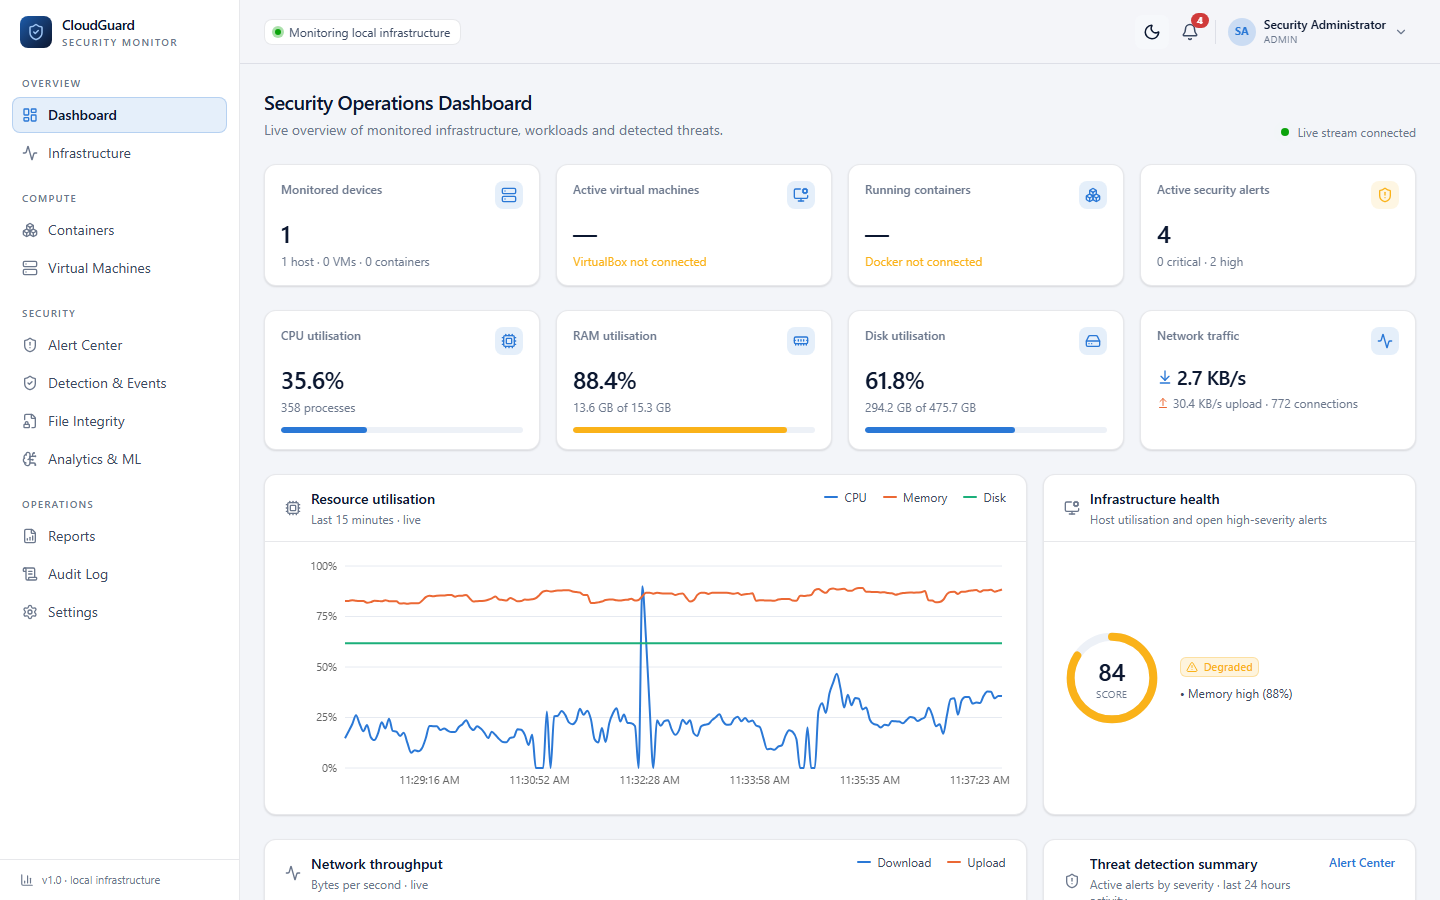 CloudGuard
SECURITY MONITOR
OVERVIEW
Dashboard
Infrastructure
COMPUTE
Containers
Virtual Machines
SECURITY
Alert Center
Detection & Events
File Integrity
Analytics & ML
OPERATIONS
Reports
Audit Log
Settings
v1.0 · local infrastructure
Monitoring local infrastructure
4
SA
Security Administrator
ADMIN
Security Operations Dashboard
Live overview of monitored infrastructure, workloads and detected threats.
Live stream connected
Monitored devices
1
1 host · 0 VMs · 0 containers
Active virtual machines
—
VirtualBox not connected
Running containers
—
Docker not connected
Active security alerts
4
0 critical · 2 high
CPU utilisation
35.6%
358 processes
RAM utilisation
88.4%
13.6 GB of 15.3 GB
Disk utilisation
61.8%
294.2 GB of 475.7 GB
Network traffic
2.7 KB/s
30.4 KB/s upload · 772 connections
Resource utilisation
Last 15 minutes · live
CPU Memory Disk
100%
75%
50%
25%
0%
11:29:16 AM 11:30:52 AM 11:32:28 AM 11:33:58 AM 11:35:35 AM 11:37:23 AM
Infrastructure health
Host utilisation and open high-severity alerts
84
SCORE
Degraded
• Memory high (88%)
Network throughput
Bytes per second · live
Download Upload
Threat detection summary
Alert Center
Active alerts by severity · last 24 hours
activity